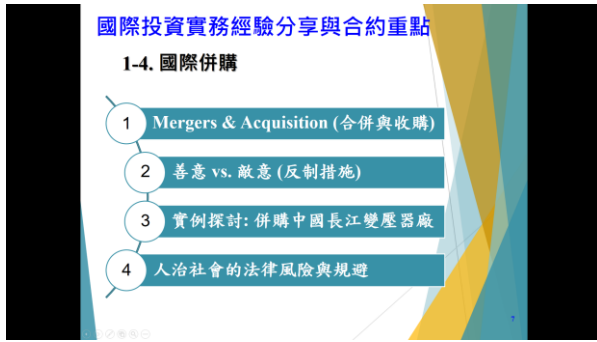 國際投資實務經驗分享與合約重點
1-4. 國際併購
1 Mergers & Acquisition (合併與收購)
2 善意 vs. 敵意 (反制措施)
3 實例探討: 併購中國長江變壓器廠
4 人治社會的法律風險與規避
7